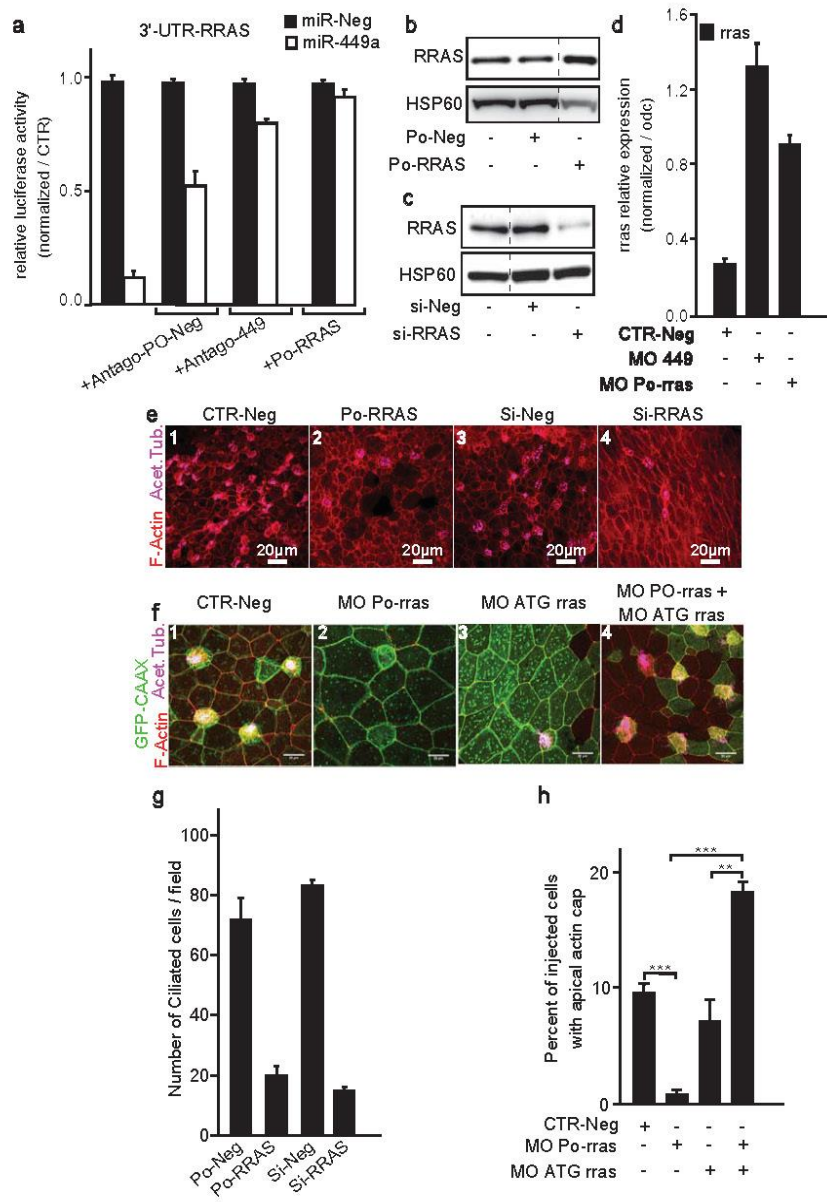 a
3'-UTR-RRAS
miR-Neg
miR-449a
relative luciferase activity
(normalized / CTR)
1.0
0.5
0.0
+Antago-PO-Neg
+Antago-449
+Po-RRAS
b
RRAS
HSP60
Po-Neg - + -
Po-RRAS - - +
c
RRAS
HSP60
si-Neg - + -
si-RRAS - - +
d
rras
rras relative expression
(normalized / odc)
1.6
1.2
0.8
0.4
0.0
CTR-Neg + - -
MO 449 - + -
MO Po-rras - - +
e
CTR-Neg Po-RRAS Si-Neg Si-RRAS
F-Actin Acet.Tub.
1 2 3 4
20µm 20µm 20µm 20µm
f
CTR-Neg MO Po-rras MO ATG rras MO PO-rras +
MO ATG rras
GFP-CAAX
F-Actin Acet.Tub.
1 2 3 4
g
Number of Ciliated cells / field
100
80
60
40
20
0
Po-Neg
Po-RRAS
Si-Neg
Si-RRAS
h
Percent of injected cells
with apical actin cap
20
10
0
***
***
**
CTR-Neg + - - -
MO Po-rras - + - +
MO ATG rras - - + +